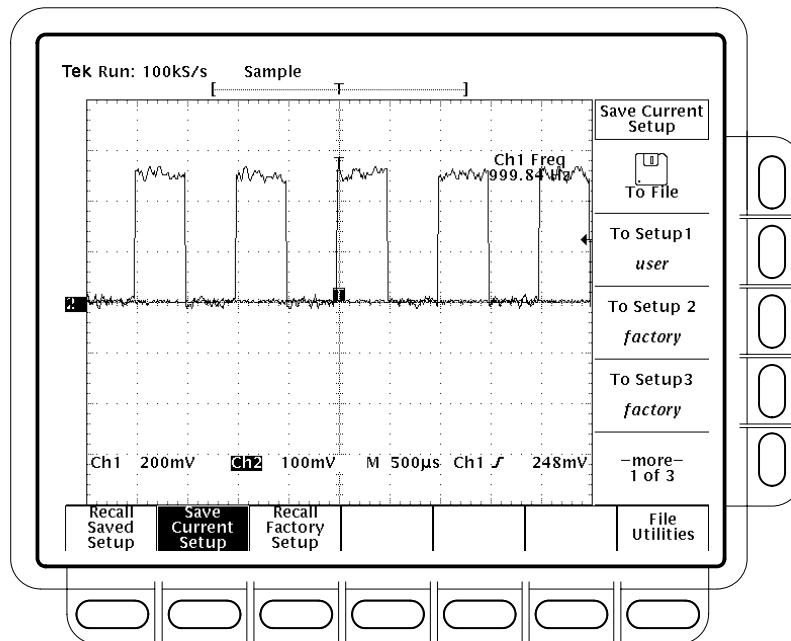 Tek Run: 100kS/s Sample
[ T ]
Save Current
Setup
Ch1 Freq
999.84 Hz
To File
To Setup1
user
To Setup 2
factory
To Setup3
factory
Ch1 200mV Ch2 100mV M 500µs Ch1 248mV
–more–
1 of 3
Recall
Saved
Setup
Save
Current
Setup
Recall
Factory
Setup
File
Utilities